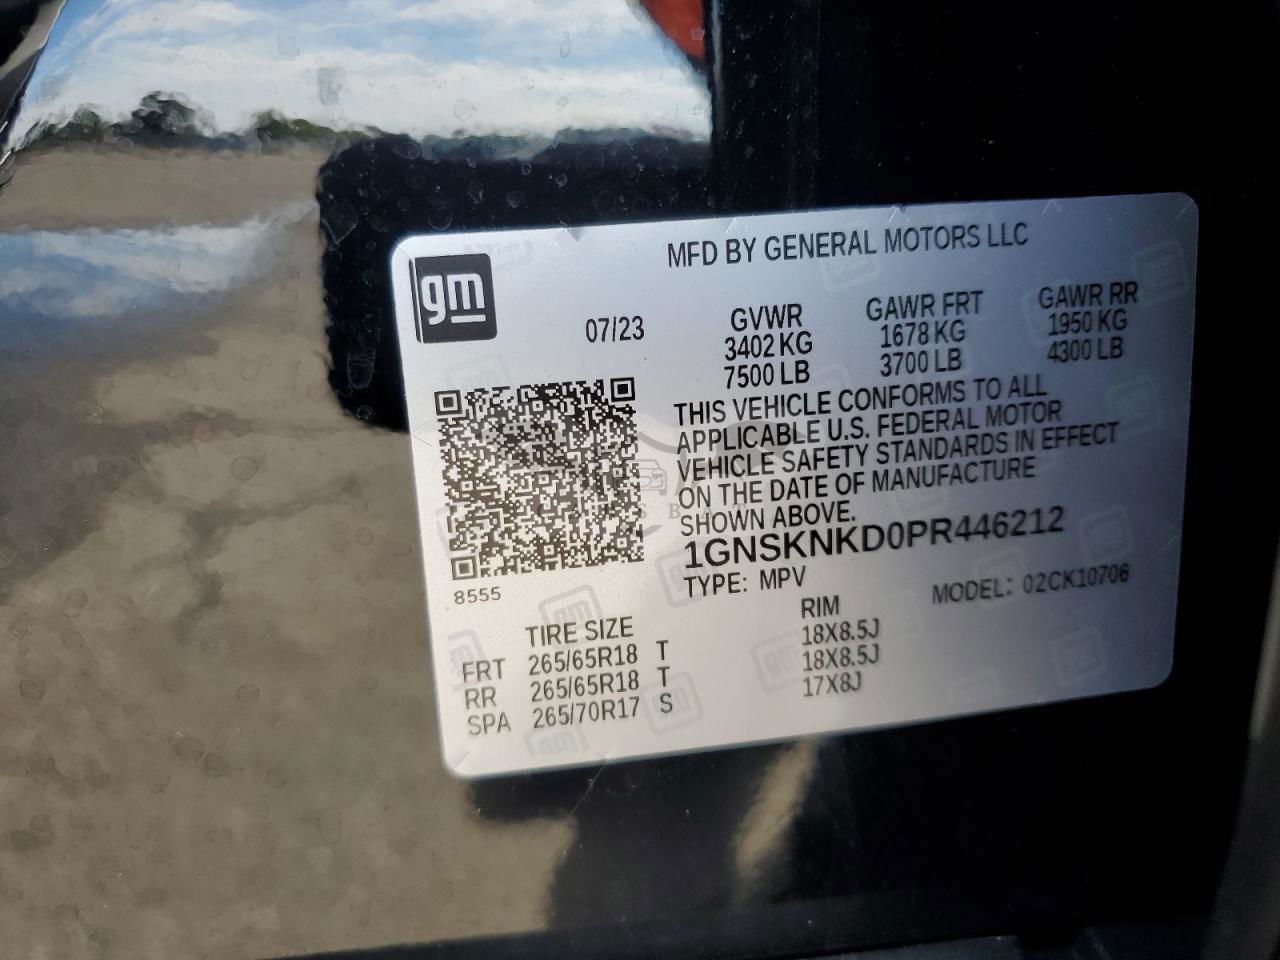 MFD BY GENERAL MOTORS LLC
gm
07/23
GVWR
3402 KG
7500 LB
GAWR FRT
1678 KG
3700 LB
GAWR RR
1950 KG
4300 LB
THIS VEHICLE CONFORMS TO ALL
APPLICABLE U.S. FEDERAL MOTOR
VEHICLE SAFETY STANDARDS IN EFFECT
ON THE DATE OF MANUFACTURE
SHOWN ABOVE.
1GNSKNKD0PR446212
TYPE: MPV
MODEL: 02CK10706
8555
TIRE SIZE RIM
FRT 265/65R18 T 18X8.5J
RR 265/65R18 T 18X8.5J
SPA 265/70R17 S 17X8J